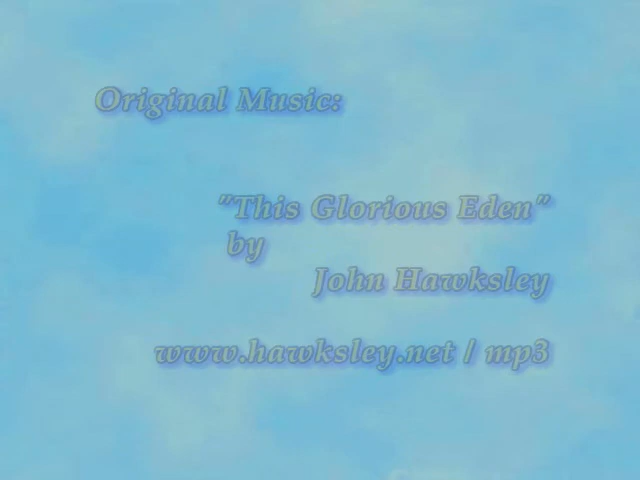 Original Music:
"This Glorious Eden"
by
John Hawksley
www.hawksley.net / mp3